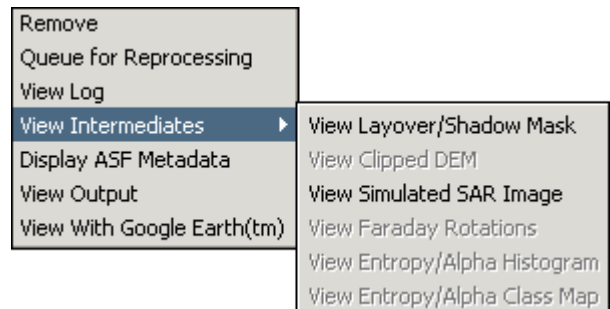 Remove
Queue for Reprocessing
View Log
View Intermediates
Display ASF Metadata
View Output
View With Google Earth(tm)
View Layover/Shadow Mask
View Clipped DEM
View Simulated SAR Image
View Faraday Rotations
View Entropy/Alpha Histogram
View Entropy/Alpha Class Map